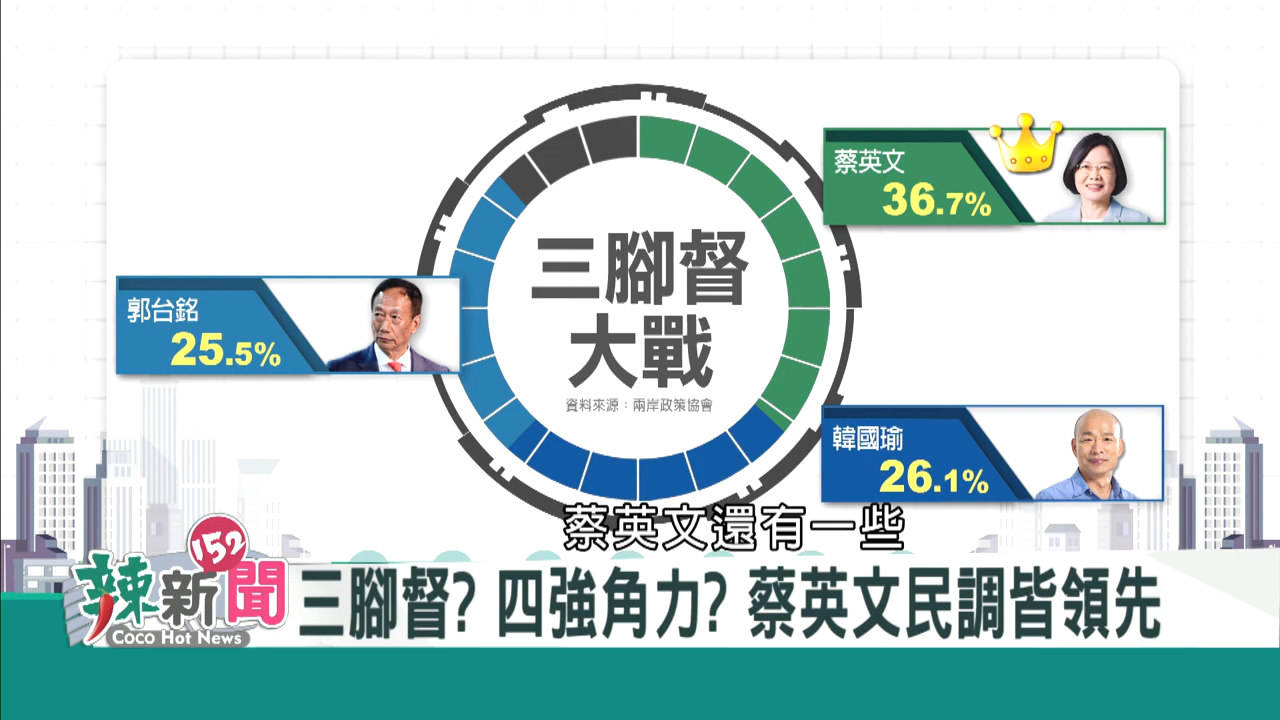 蔡英文
36.7%
郭台銘
25.5%
三腳督
大戰
資料來源：兩岸政策協會
韓國瑜
26.1%
蔡英文還有一些
152
辣新聞
Coco Hot News
三腳督? 四強角力? 蔡英文民調皆領先